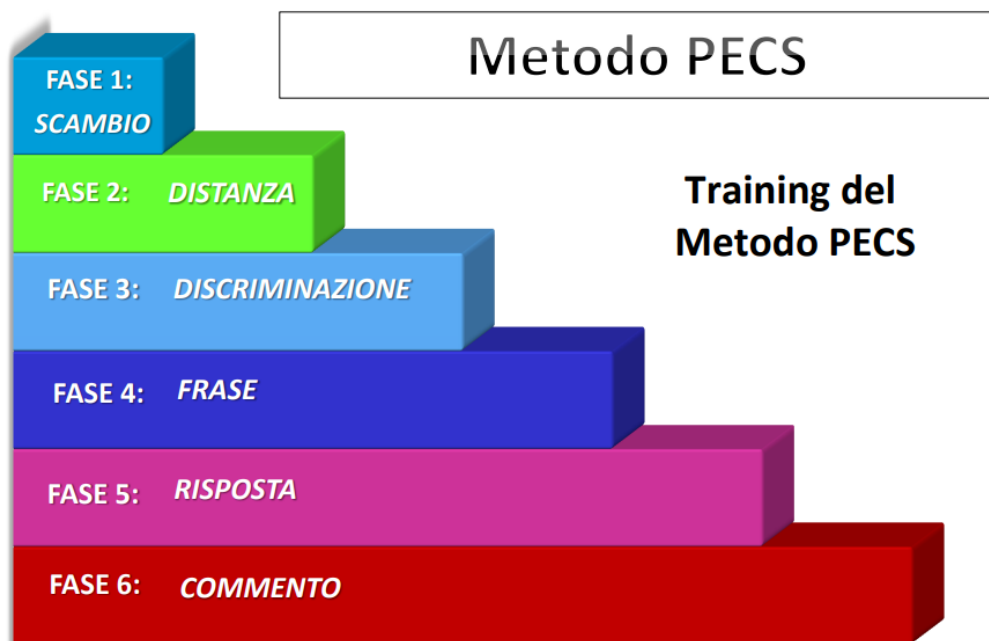 Metodo PECS
FASE 1:
SCAMBIO
FASE 2: DISTANZA
Training del
Metodo PECS
FASE 3: DISCRIMINAZIONE
FASE 4: FRASE
FASE 5: RISPOSTA
FASE 6: COMMENTO